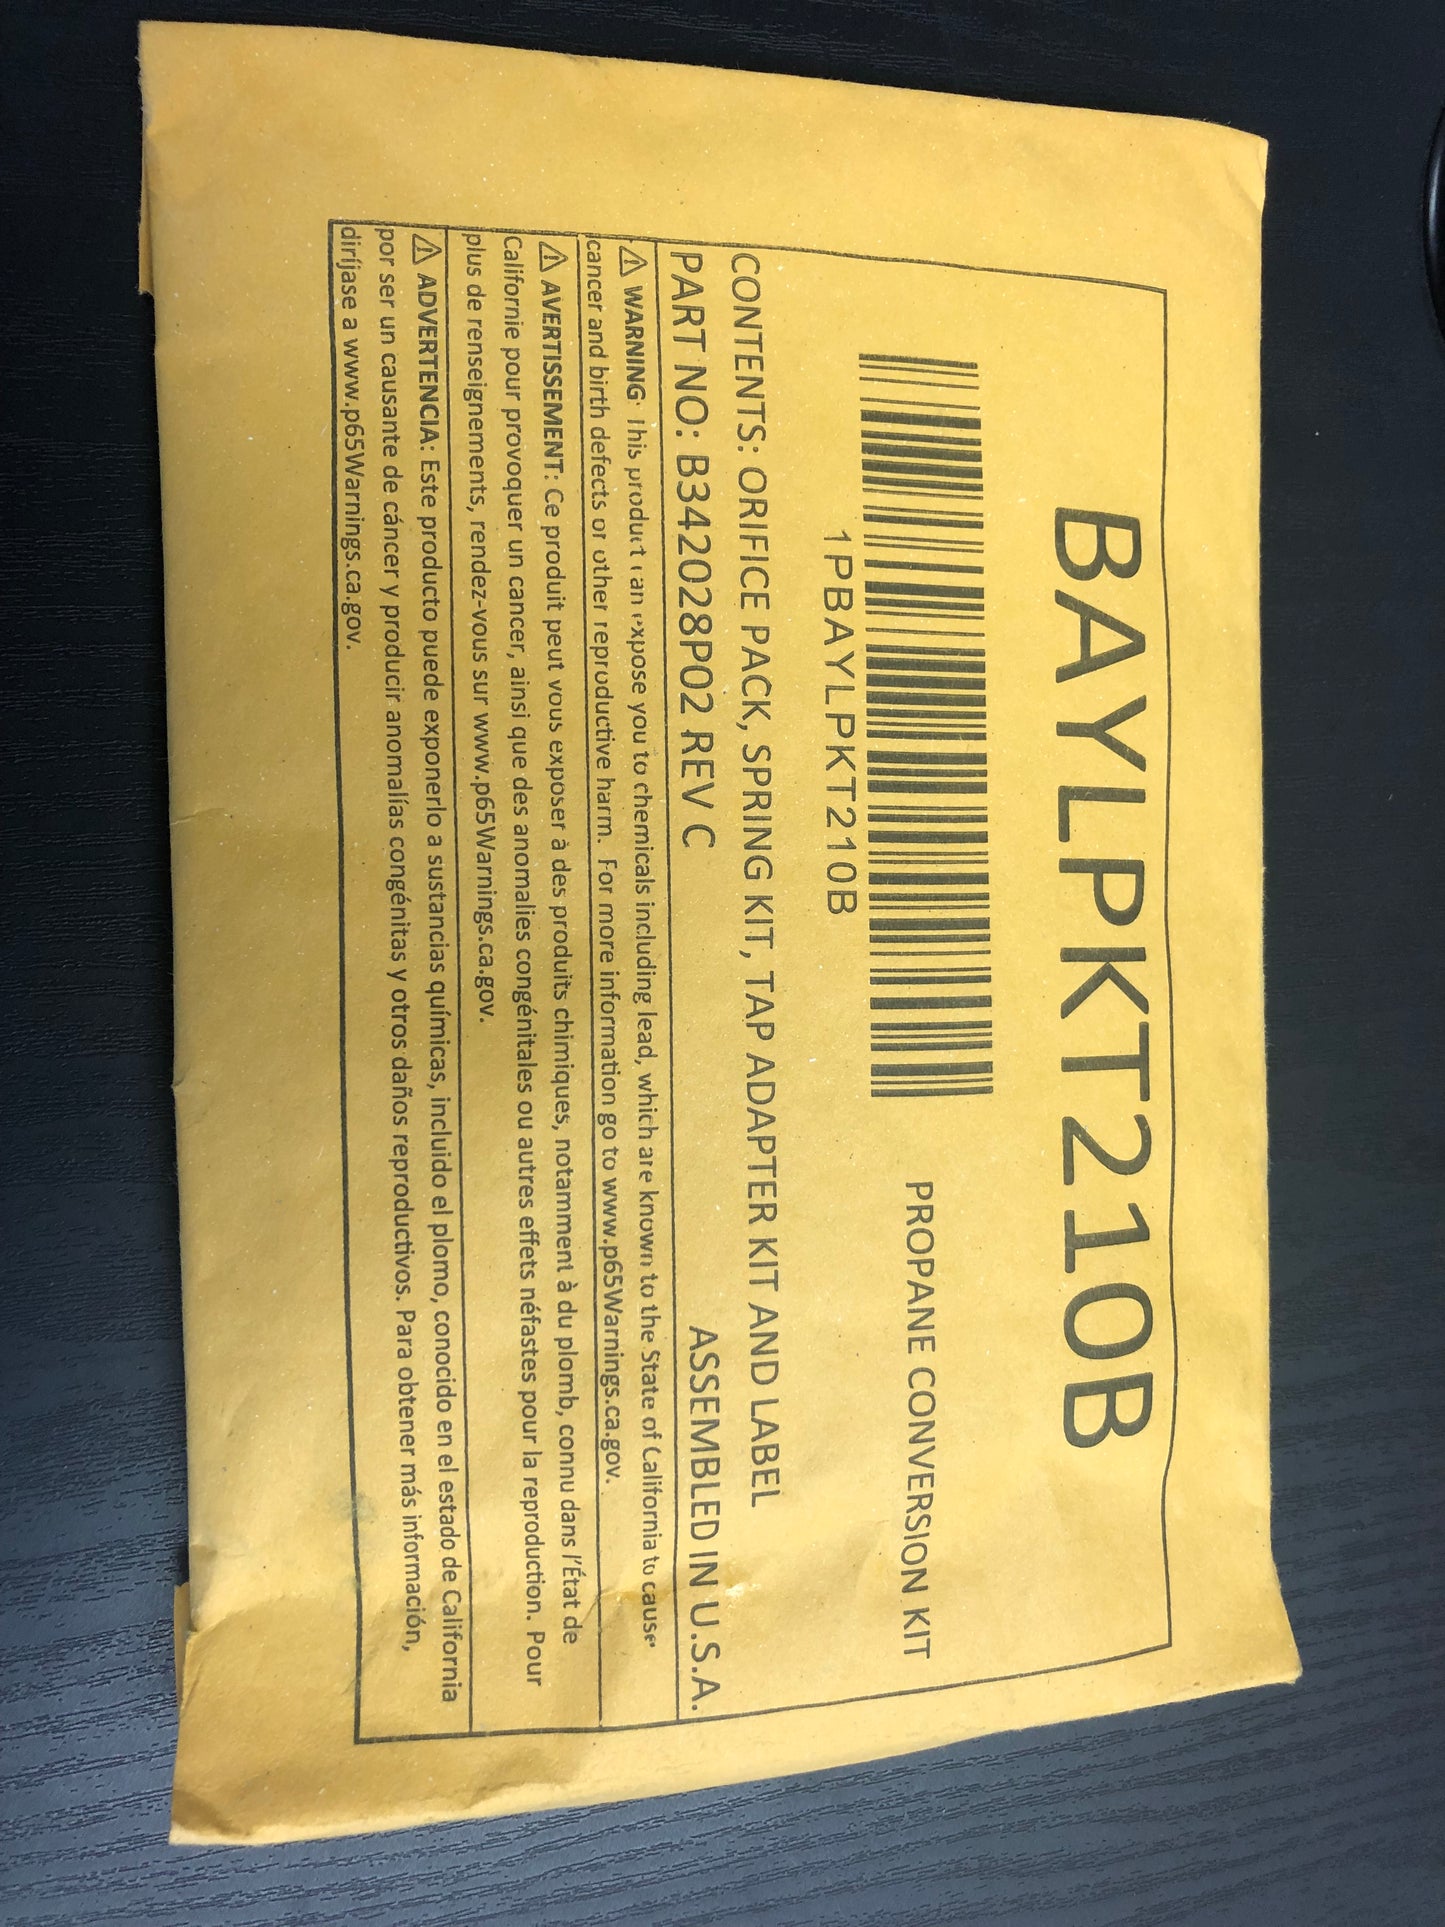 BAYLPKT210B
1PBAYLPKT210B
PROPANE CONVERSION KIT
CONTENTS: ORIFICE PACK, SPRING KIT, TAP ADAPTER KIT AND LABEL
PART NO: B342028P02 REV C ASSEMBLED IN U.S.A.
⚠ WARNING: This product can expose you to chemicals including lead, which are known to the State of California to cause
cancer and birth defects or other reproductive harm. For more information go to www.p65Warnings.ca.gov.
⚠ AVERTISSEMENT: Ce produit peut vous exposer à des produits chimiques, notamment à du plomb, connu dans l'État de
Californie pour provoquer un cancer, ainsi que des anomalies congénitales ou autres effets néfastes pour la reproduction. Pour
plus de renseignements, rendez-vous sur www.p65Warnings.ca.gov.
⚠ ADVERTENCIA: Este producto puede exponerlo a sustancias químicas, incluido el plomo, conocido en el estado de California
por ser un causante de cáncer y producir anomalías congénitas y otros daños reproductivos. Para obtener más información,
diríjase a www.p65Warnings.ca.gov.